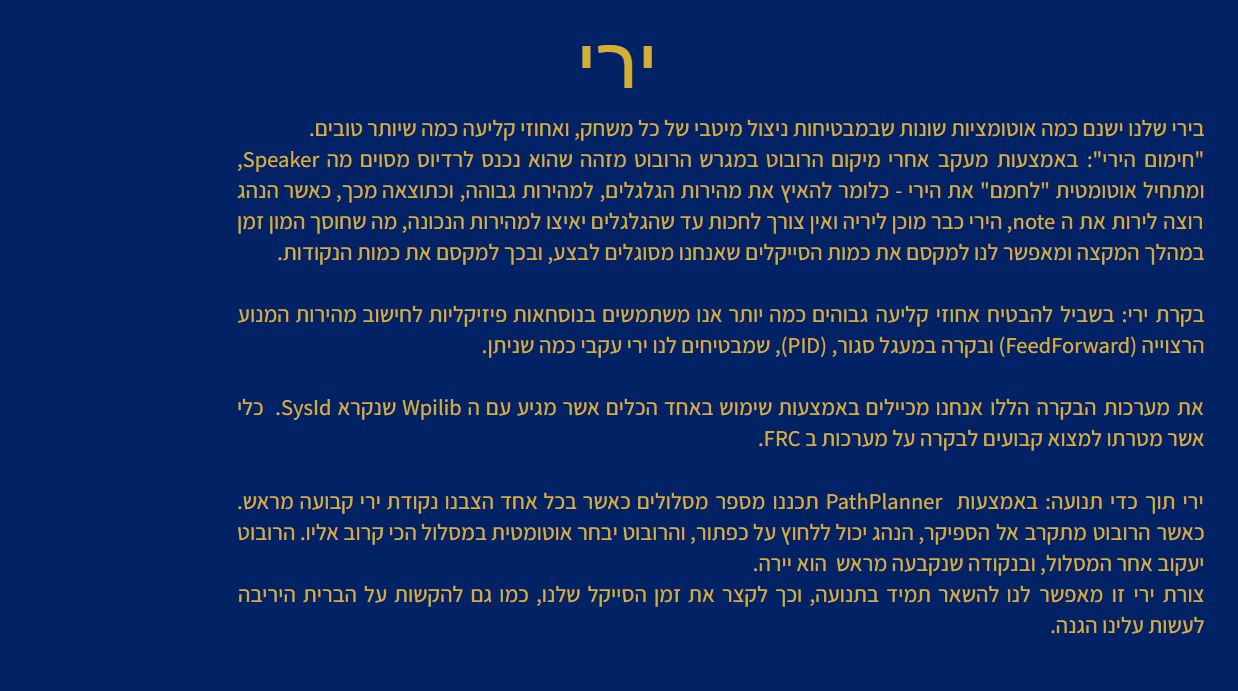 ירי
בירי שלנו ישנם כמה אוטומציות שונות שבמבטיחות ניצול מיטבי של כל משחק, ואחוזי קליעה כמה שיותר טובים.
"חימום הירי": באמצעות מעקב אחרי מיקום הרובוט במגרש הרובוט מזהה שהוא נכנס לרדיוס מסוים מה Speaker,
ומתחיל אוטומטית "לחמם" את הירי - כלומר להאיץ את מהירות הגלגלים, למהירות גבוהה, וכתוצאה מכך, כאשר הנהג
רוצה לירות את ה note, הירי כבר מוכן ליריה ואין צורך לחכות עד שהגלגלים יאיצו למהירות הנכונה, מה שחוסך המון זמן
במהלך המקצה ומאפשר לנו למקסם את כמות הסייקלים שאנחנו מסוגלים לבצע, ובכך למקסם את כמות הנקודות.
בקרת ירי: בשביל להבטיח אחוזי קליעה גבוהים כמה יותר אנו משתמשים בנוסחאות פיזיקליות לחישוב מהירות המנוע
הרצוייה (FeedForward) ובקרה במעגל סגור, (PID), שמבטיחים לנו ירי עקבי כמה שניתן.
את מערכות הבקרה הללו אנחנו מכיילים באמצעות שימוש באחד הכלים אשר מגיע עם ה Wpilib שנקרא SysId. כלי
אשר מטרתו למצוא קבועים לבקרה על מערכות ב FRC.
ירי תוך כדי תנועה: באמצעות PathPlanner תכננו מספר מסלולים כאשר בכל אחד הצבנו נקודת ירי קבועה מראש.
כאשר הרובוט מתקרב אל הספיקר, הנהג יכול ללחוץ על כפתור, והרובוט יבחר אוטומטית במסלול הכי קרוב אליו. הרובוט
יעקוב אחר המסלול, ובנקודה שנקבעה מראש הוא יירה.
צורת ירי זו מאפשר לנו להשאר תמיד בתנועה, וכך לקצר את זמן הסייקל שלנו, כמו גם להקשות על הברית היריבה
לעשות עלינו הגנה.